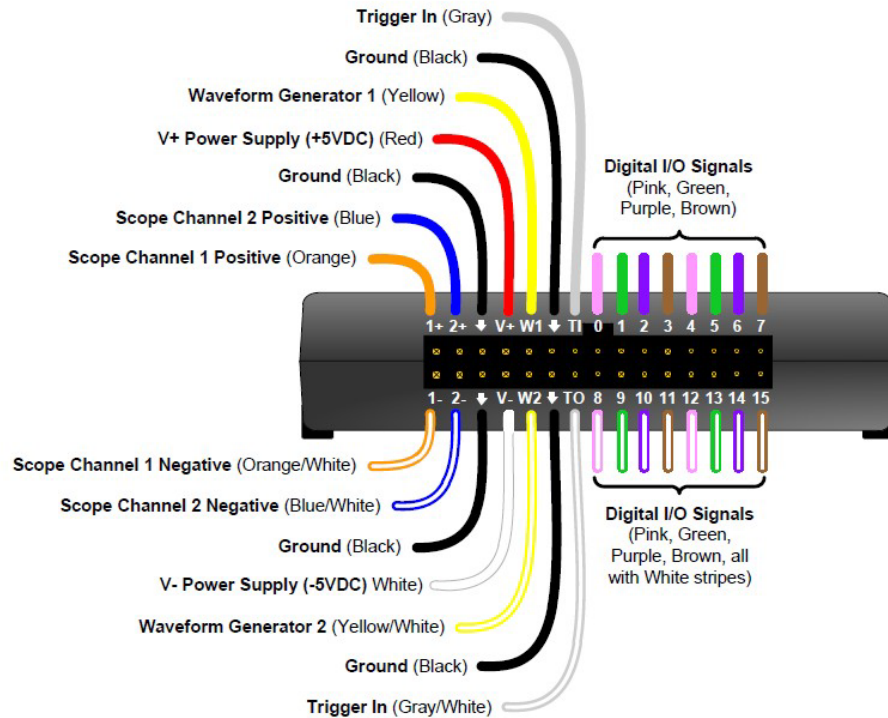 Trigger In (Gray)
Ground (Black)
Waveform Generator 1 (Yellow)
V+ Power Supply (+5VDC) (Red)
Ground (Black)
Scope Channel 2 Positive (Blue)
Scope Channel 1 Positive (Orange)
Digital I/O Signals
(Pink, Green,
Purple, Brown)
1+ 2+ V+ W1 TI 0 1 2 3 4 5 6 7
1- 2- V- W2 TO 8 9 10 11 12 13 14 15
Scope Channel 1 Negative (Orange/White)
Scope Channel 2 Negative (Blue/White)
Ground (Black)
V- Power Supply (-5VDC) White)
Waveform Generator 2 (Yellow/White)
Ground (Black)
Trigger In (Gray/White)
Digital I/O Signals
(Pink, Green,
Purple, Brown, all
with White stripes)